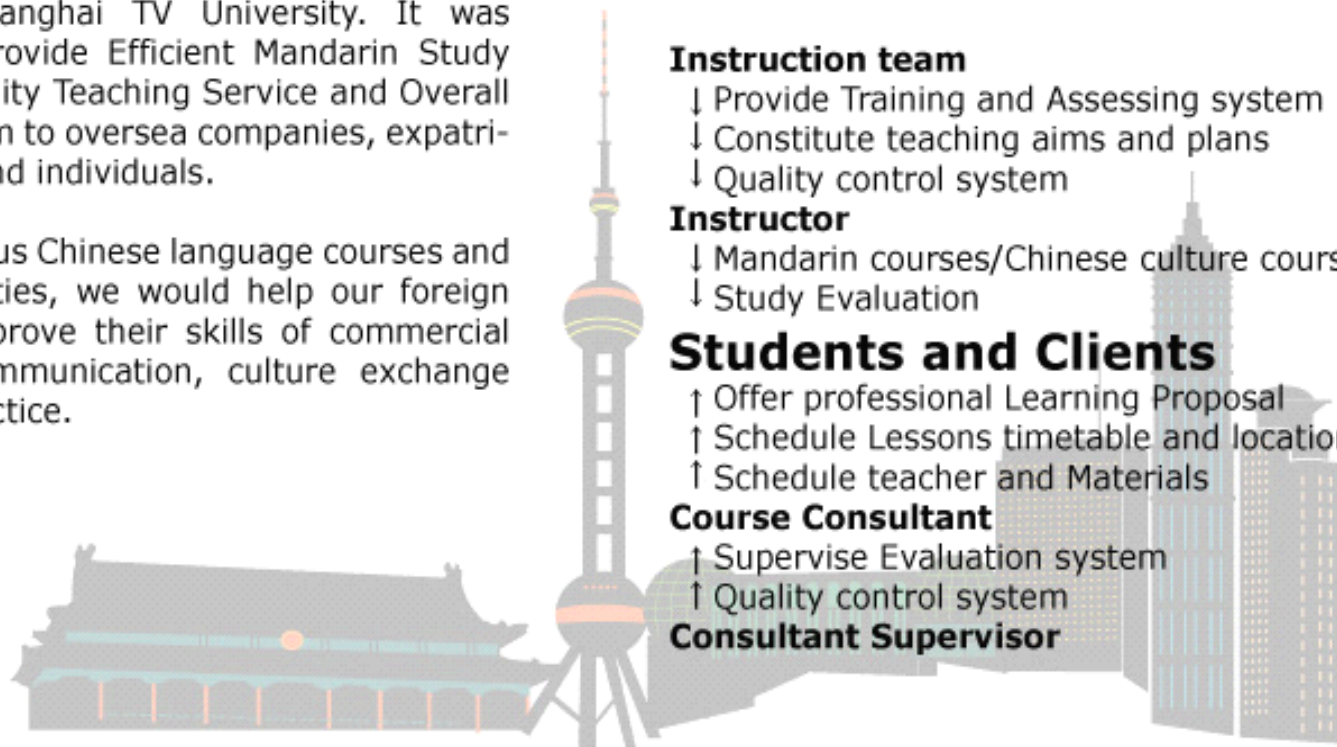 anghai TV University. It was
rovide Efficient Mandarin Study
ity Teaching Service and Overall
to oversea companies, expatri-
nd individuals.
us Chinese language courses and
ties, we would help our foreign
prove their skills of commercial
mmunication, culture exchange
ctice.
Instruction team
↓ Provide Training and Assessing system
↓ Constitute teaching aims and plans
↓ Quality control system
Instructor
↓ Mandarin courses/Chinese culture cours
↓ Study Evaluation
Students and Clients
↑ Offer professional Learning Proposal
↑ Schedule Lessons timetable and location
↑ Schedule teacher and Materials
Course Consultant
↑ Supervise Evaluation system
↑ Quality control system
Consultant Supervisor